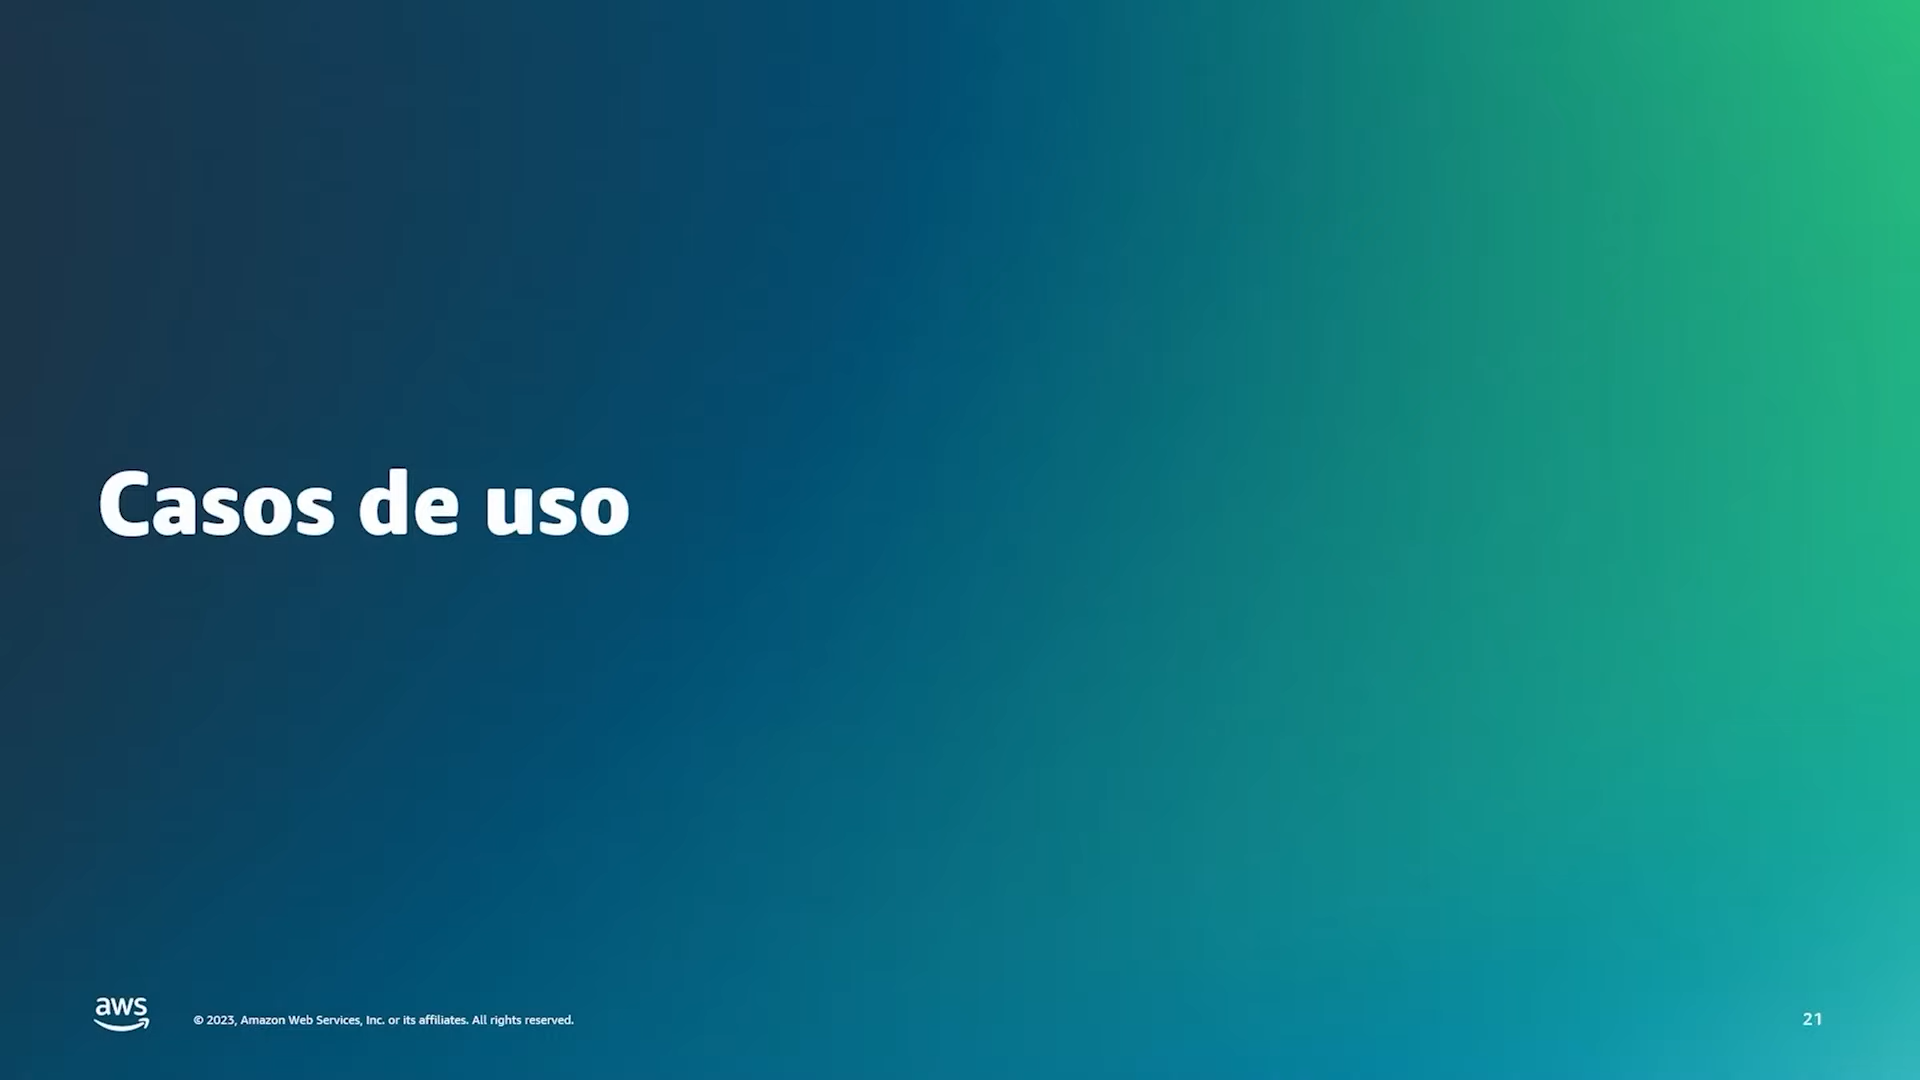 Casos de uso
aws
© 2023, Amazon Web Services, Inc. or its affiliates. All rights reserved.
21